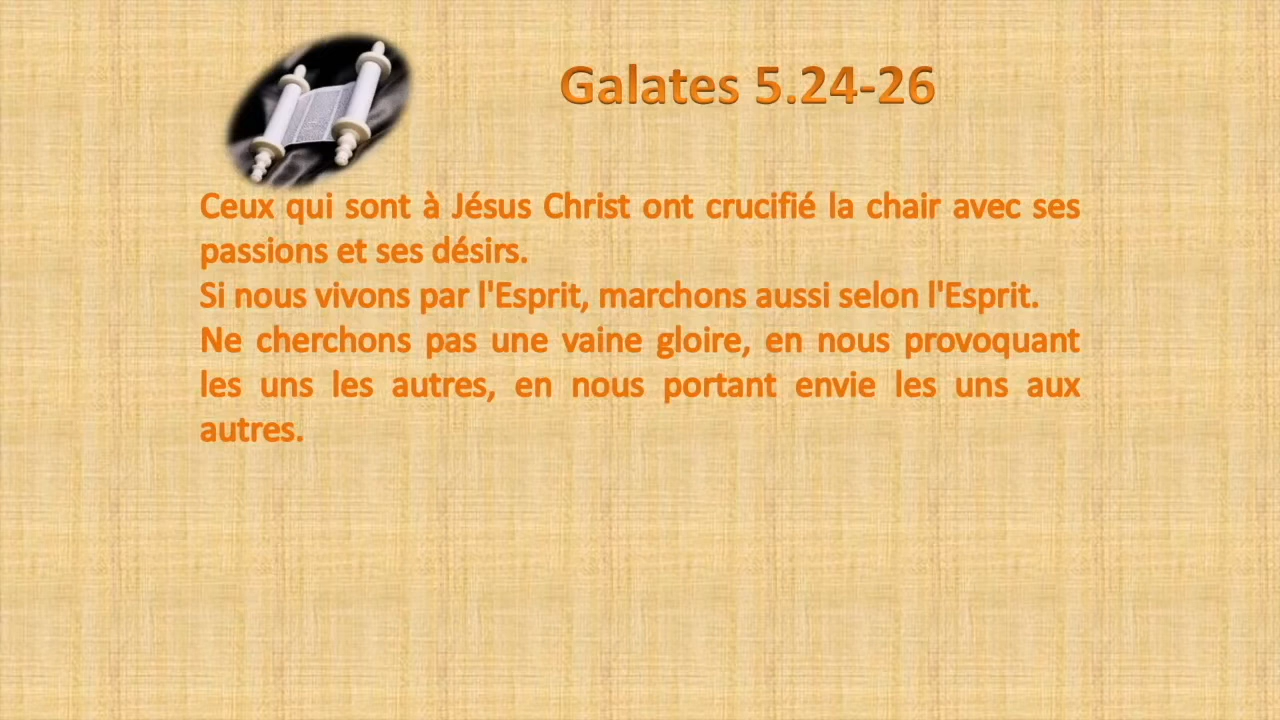 Galates 5.24-26
Ceux qui sont à Jésus Christ ont crucifié la chair avec ses
passions et ses désirs.
Si nous vivons par l'Esprit, marchons aussi selon l'Esprit.
Ne cherchons pas une vaine gloire, en nous provoquant
les uns les autres, en nous portant envie les uns aux
autres.